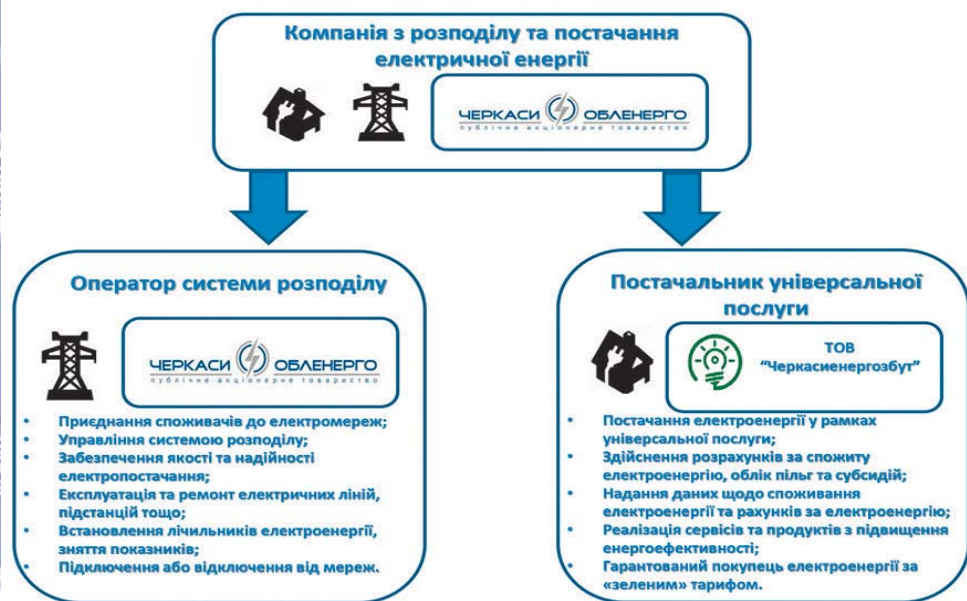 Компанія з розподілу та постачання
електричної енергії
ЧЕРКАСИ ОБЛЕНЕРГО
публічне акціонерне товариство
Оператор системи розподілу
ЧЕРКАСИ ОБЛЕНЕРГО
публічне акціонерне товариство
• Приєднання споживачів до електромереж;
• Управління системою розподілу;
• Забезпечення якості та надійності
електропостачання;
• Експлуатація та ремонт електричних ліній,
підстанцій тощо;
• Встановлення лічильників електроенергії,
зняття показників;
• Підключення або відключення від мереж.
Постачальник універсальної
послуги
ТОВ
“Черкасиенергозбут”
• Постачання електроенергії у рамках
універсальної послуги;
• Здійснення розрахунків за спожиту
електроенергію, облік пільг та субсидій;
• Надання даних щодо споживання
електроенергії та рахунків за електроенергію;
• Реалізація сервісів та продуктів з підвищення
енергоефективності;
• Гарантований покупець електроенергії за
«зеленим» тарифом.